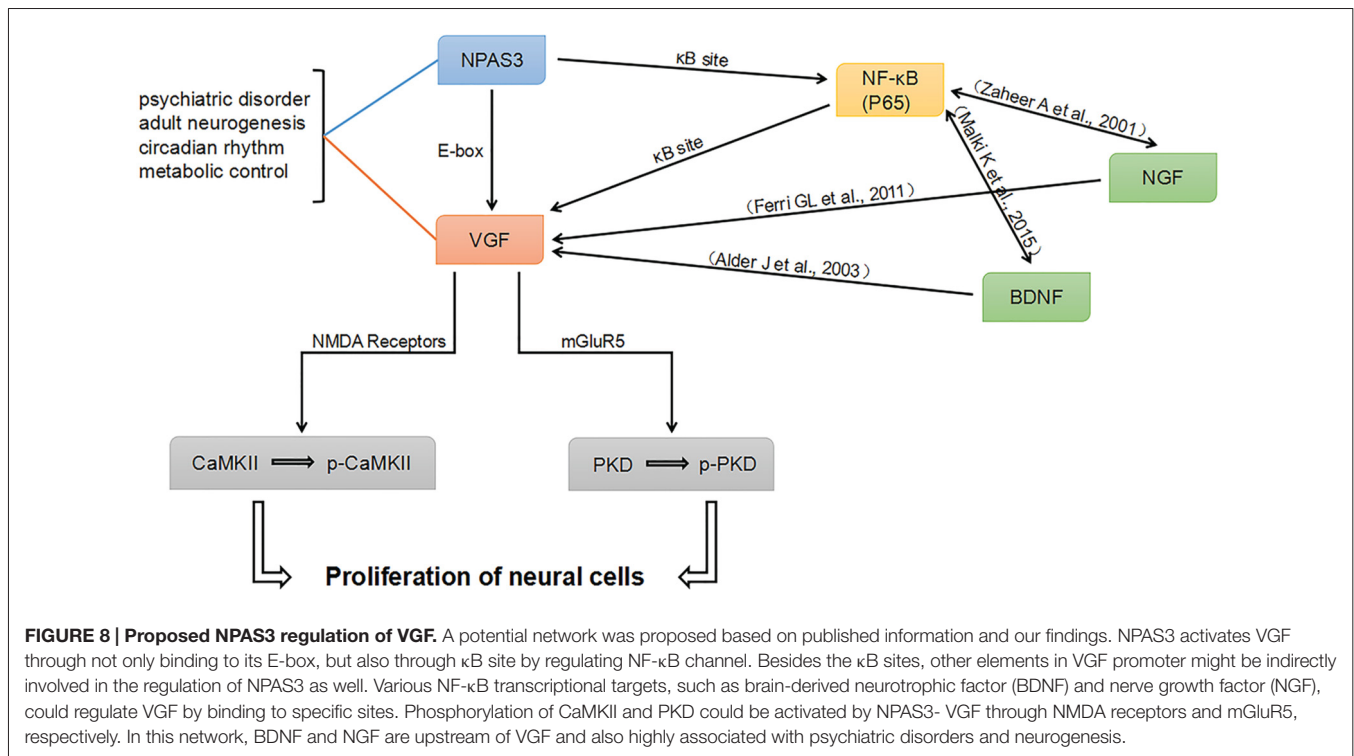 NPAS3
κB site
NF-κB
(P65)
(Zaheer A et al., 2001)
psychiatric disorder
adult neurogenesis
circadian rhythm
metabolic control
E-box
κB site
(Malki K et al., 2015)
NGF
(Ferri GL et al., 2011)
VGF
(Alder J et al., 2003)
BDNF
NMDA Receptors
mGluR5
CaMKII p-CaMKII
PKD p-PKD
Proliferation of neural cells
FIGURE 8 | Proposed NPAS3 regulation of VGF. A potential network was proposed based on published information and our findings. NPAS3 activates VGF
through not only binding to its E-box, but also through κB site by regulating NF-κB channel. Besides the κB sites, other elements in VGF promoter might be indirectly
involved in the regulation of NPAS3 as well. Various NF-κB transcriptional targets, such as brain-derived neurotrophic factor (BDNF) and nerve growth factor (NGF),
could regulate VGF by binding to specific sites. Phosphorylation of CaMKII and PKD could be activated by NPAS3- VGF through NMDA receptors and mGluR5,
respectively. In this network, BDNF and NGF are upstream of VGF and also highly associated with psychiatric disorders and neurogenesis.